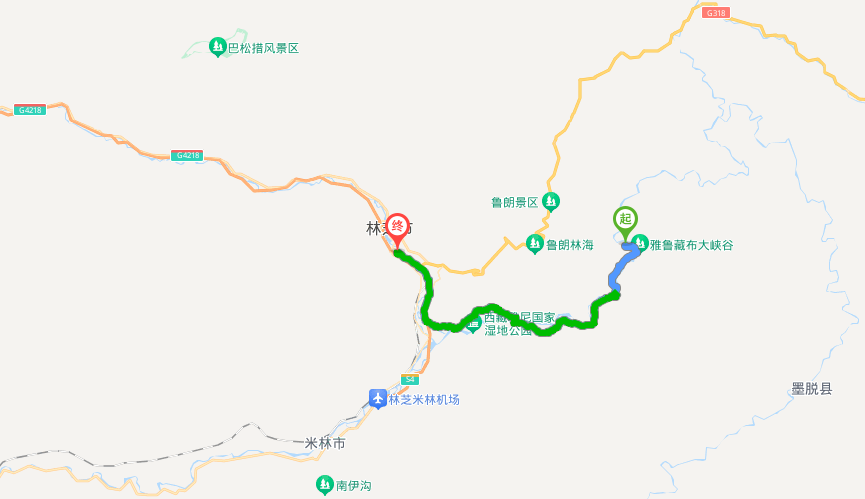 G318
巴松措风景区
G4218
G4218
鲁朗景区
起
林芝市
终
鲁朗林海
雅鲁藏布大峡谷
西藏雅尼国家
湿地公园
S4
墨脱县
林芝米林机场
米林市
南伊沟